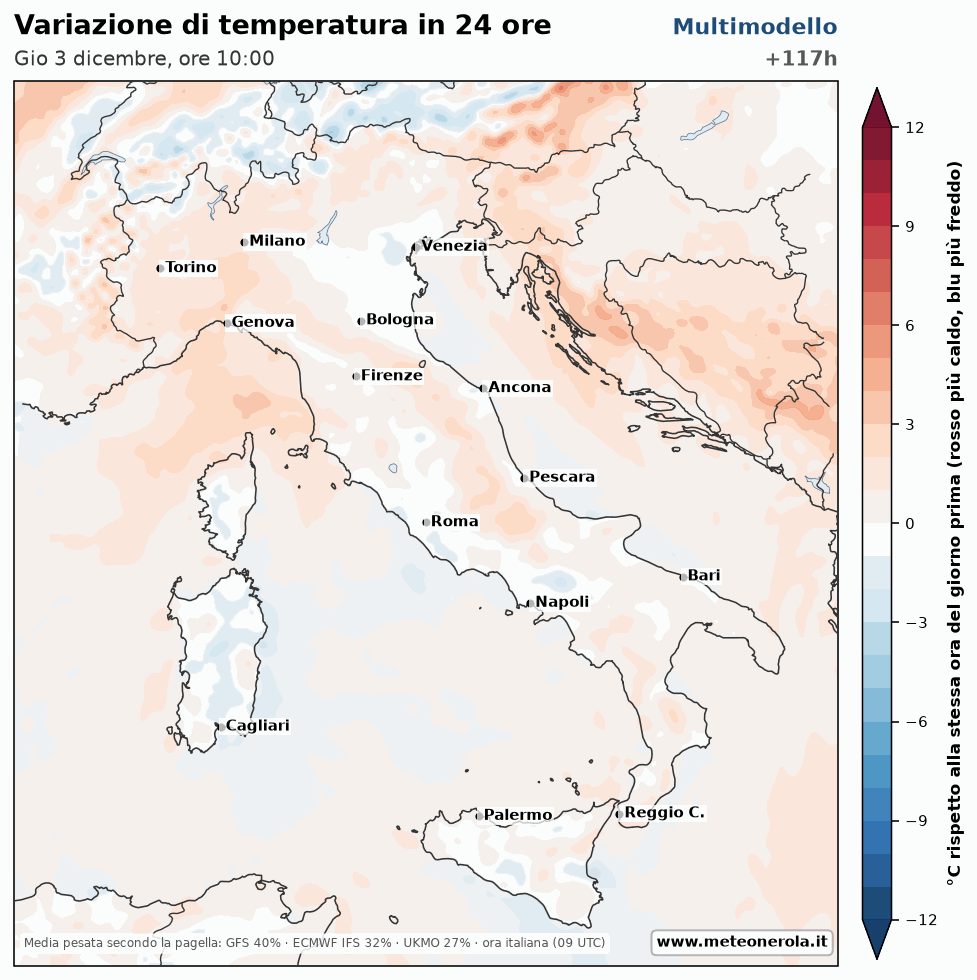 Variazione di temperatura in 24 ore
Multimodello
Gio 3 dicembre, ore 10:00
+117h
Milano
Venezia
Torino
Genova
Bologna
Firenze
Ancona
Pescara
Roma
Bari
Napoli
Cagliari
Palermo
Reggio C.
12
9
6
3
0
−3
−6
−9
−12
°C rispetto alla stessa ora del giorno prima (rosso più caldo, blu più freddo)
Media pesata secondo la pagella: GFS 40% · ECMWF IFS 32% · UKMO 27% · ora italiana (09 UTC)
www.meteonerola.it